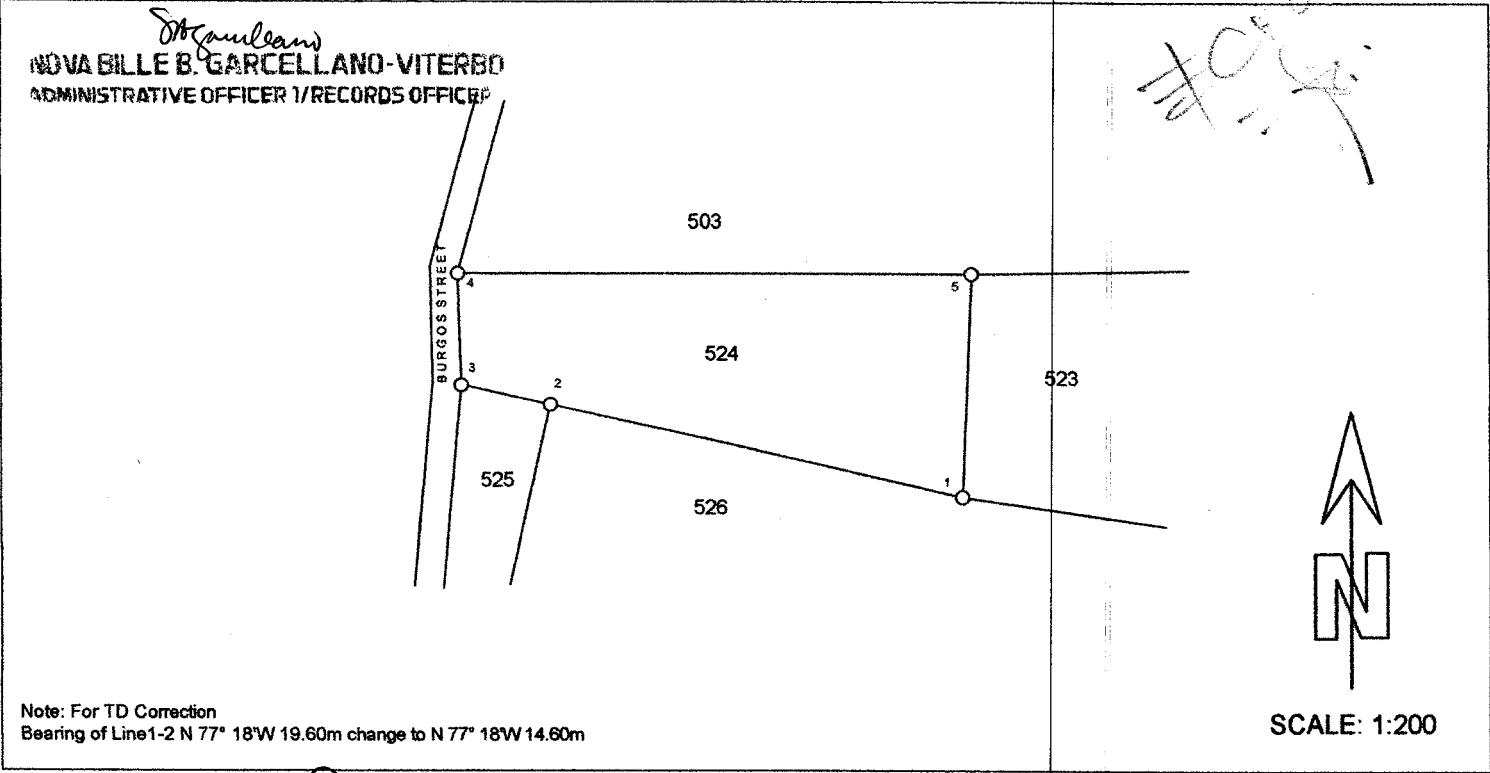 NOVA BILLE B. GARCELLANO-VITERBO
ADMINISTRATIVE OFFICER I/RECORDS OFFICER
503
BURGOS STREET
4
5
524
3
2
523
525
1
526
N
Note: For TD Correction
Bearing of Line1-2 N 77° 18'W 19.60m change to N 77° 18'W 14.60m
SCALE: 1:200